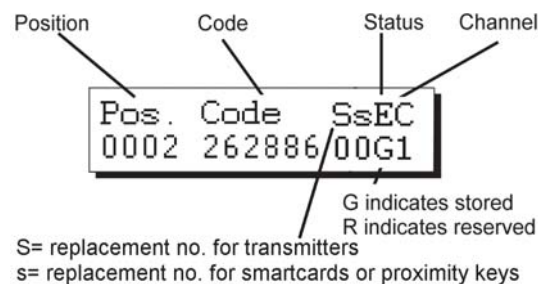 Position Code Status Channel
Pos. Code SsEC
0002 262886 00G1
G indicates stored
R indicates reserved
S= replacement no. for transmitters
s= replacement no. for smartcards or proximity keys